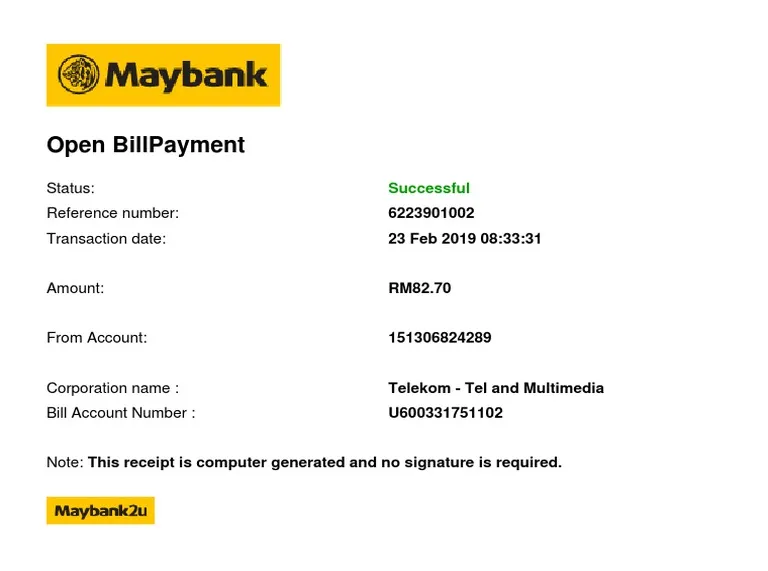 Maybank
Open BillPayment
Status: Successful
Reference number: 6223901002
Transaction date: 23 Feb 2019 08:33:31
Amount: RM82.70
From Account: 151306824289
Corporation name : Telekom - Tel and Multimedia
Bill Account Number : U600331751102
Note: This receipt is computer generated and no signature is required.
Maybank2u